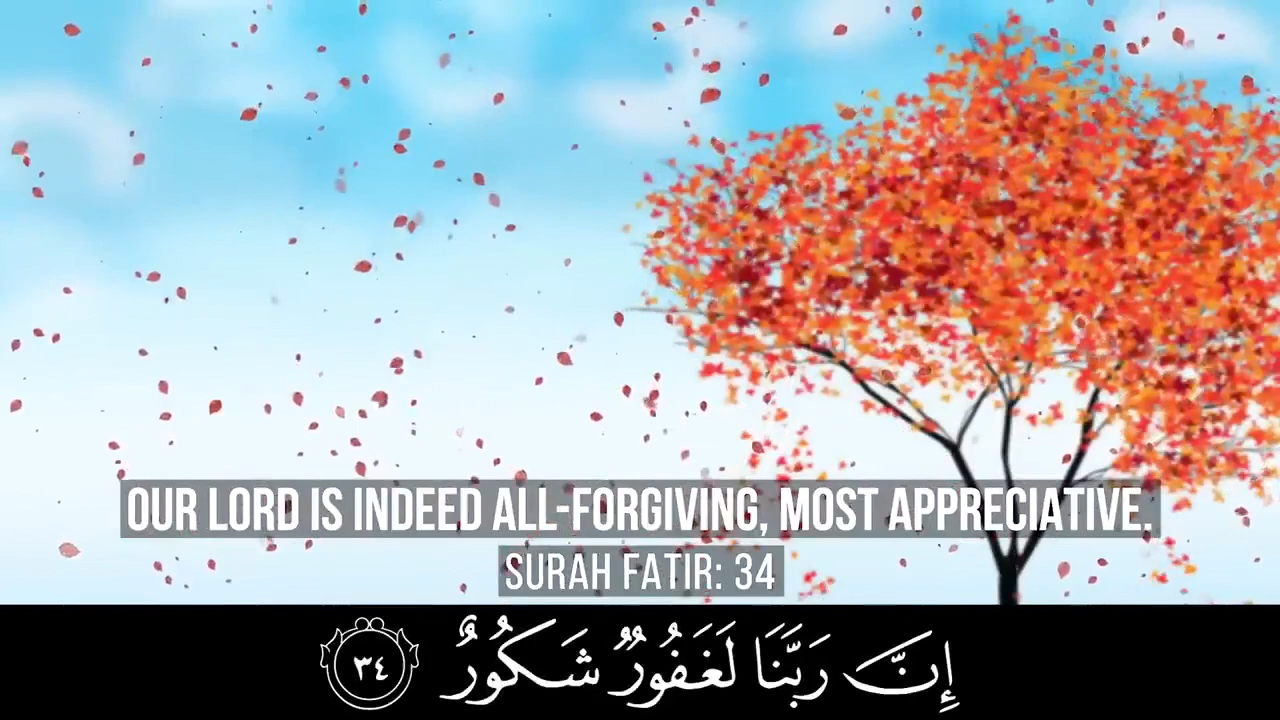 OUR LORD IS INDEED ALL-FORGIVING, MOST APPRECIATIVE.
SURAH FATIR: 34
إِنَّ رَبَّنَا لَغَفُورٌ شَكُورٌ ٣٤